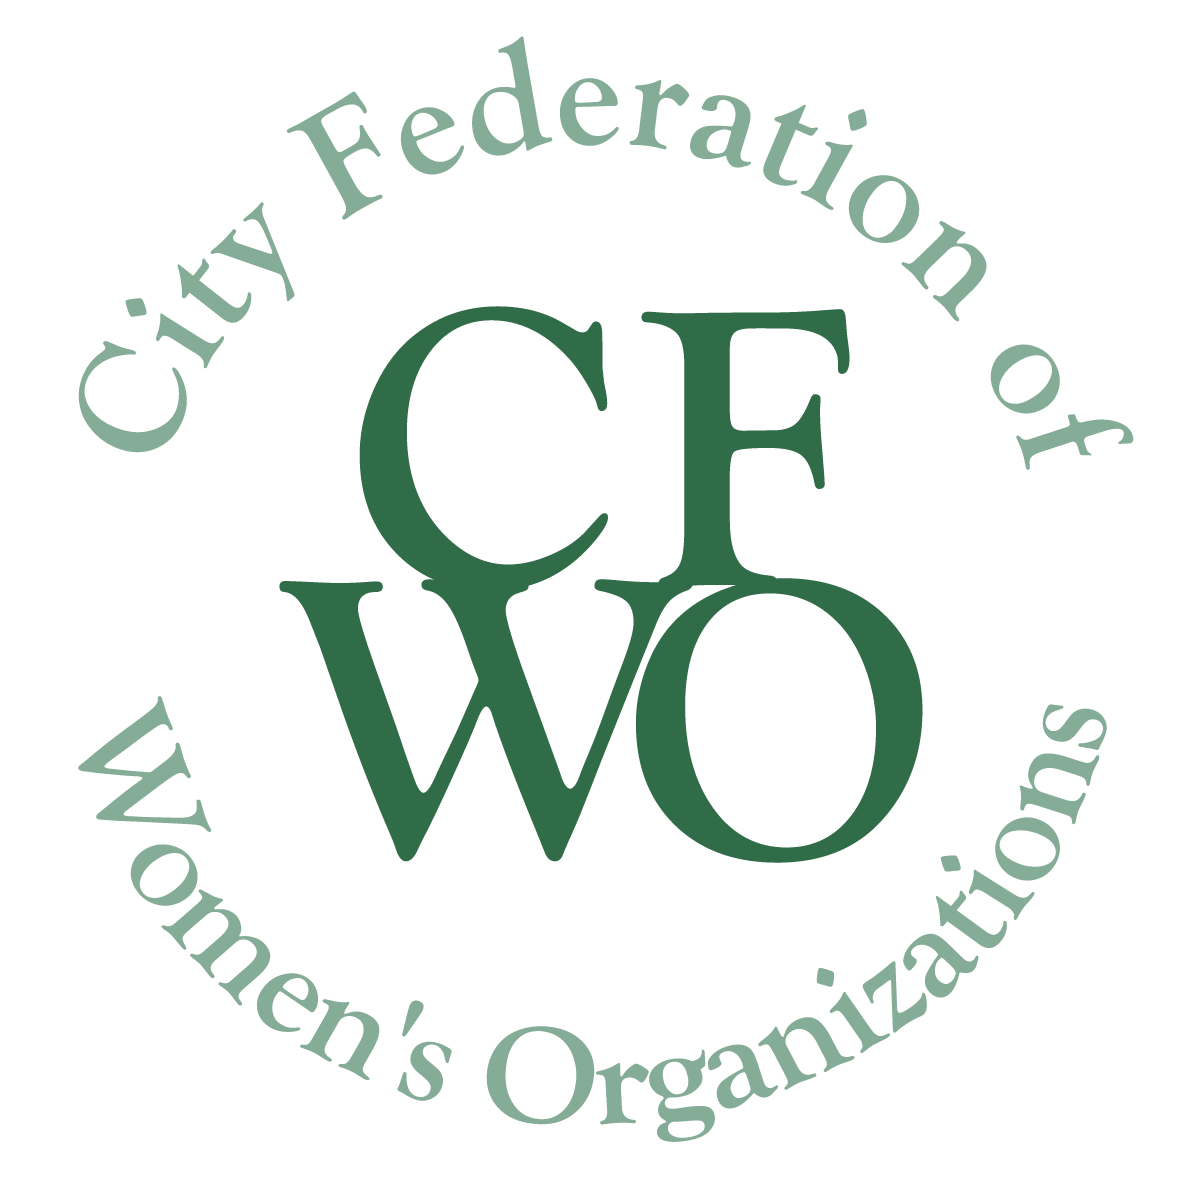 City Federation of
CF
WO
Women's Organizations